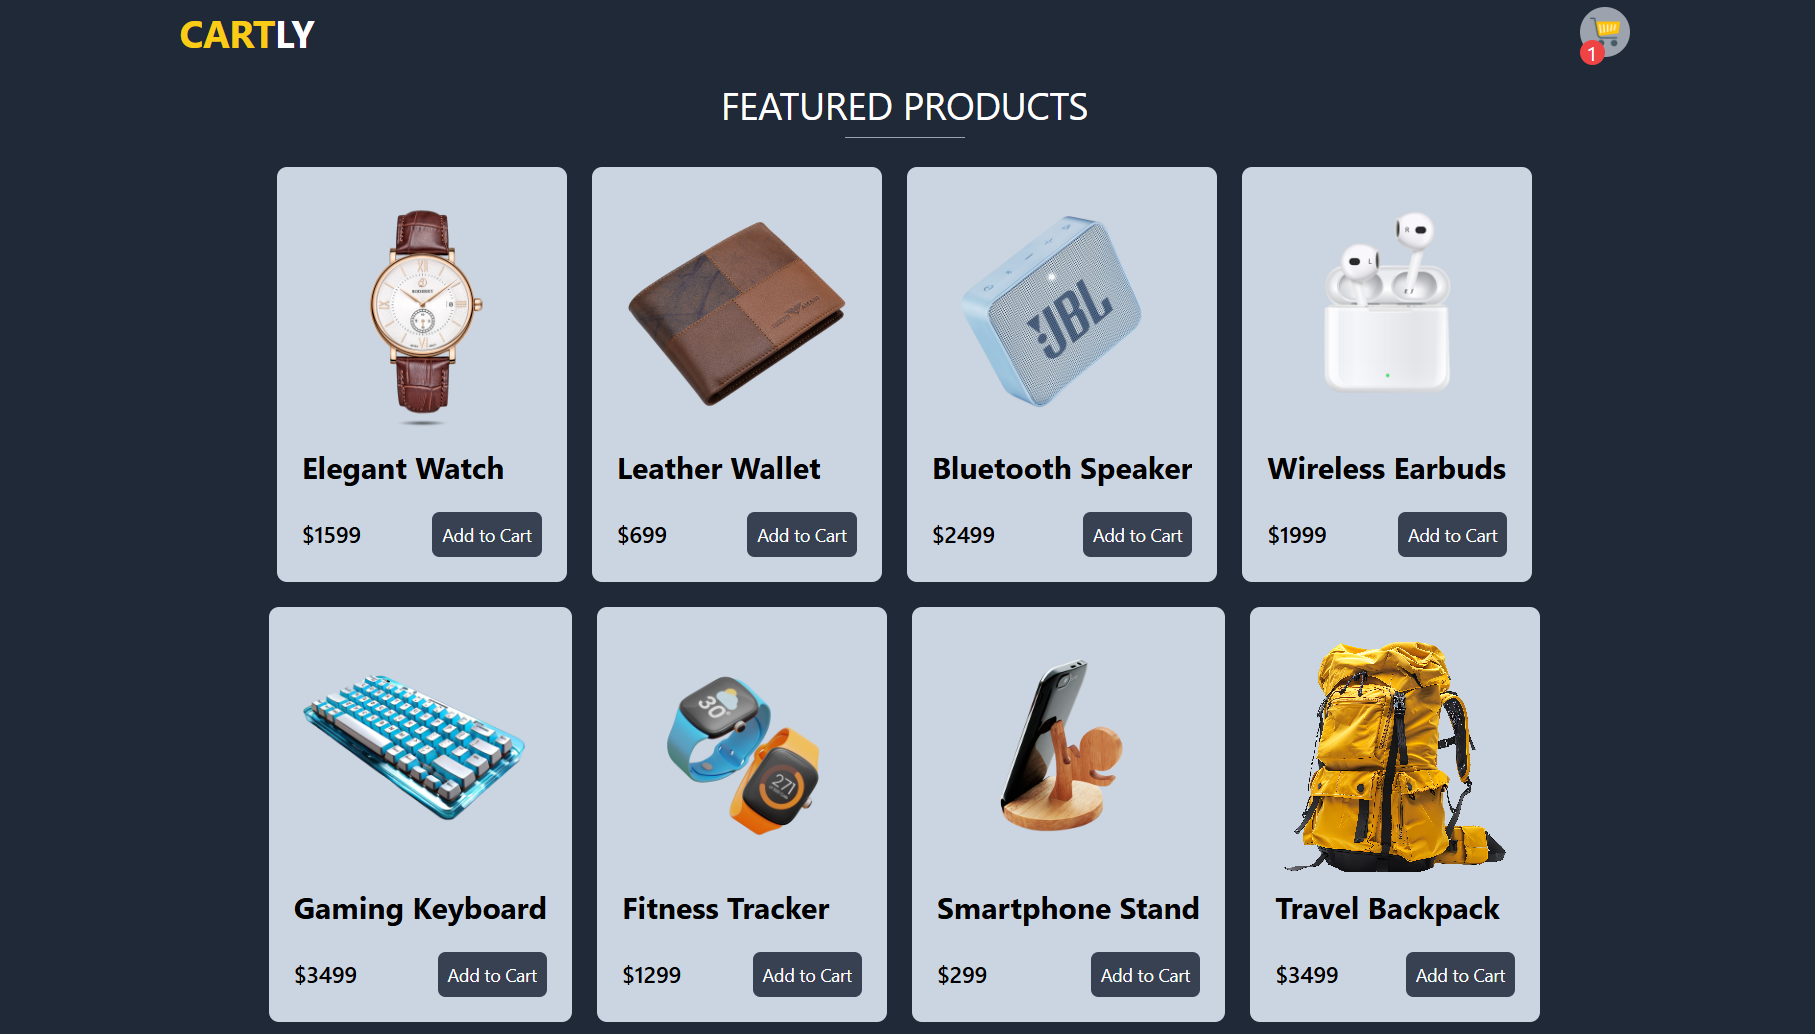 CARTLY
1
FEATURED PRODUCTS
JBL
R
L
Elegant Watch
Leather Wallet
Bluetooth Speaker
Wireless Earbuds
$1599
Add to Cart
$699
Add to Cart
$2499
Add to Cart
$1999
Add to Cart
30°
271
Gaming Keyboard
Fitness Tracker
Smartphone Stand
Travel Backpack
$3499
Add to Cart
$1299
Add to Cart
$299
Add to Cart
$3499
Add to Cart